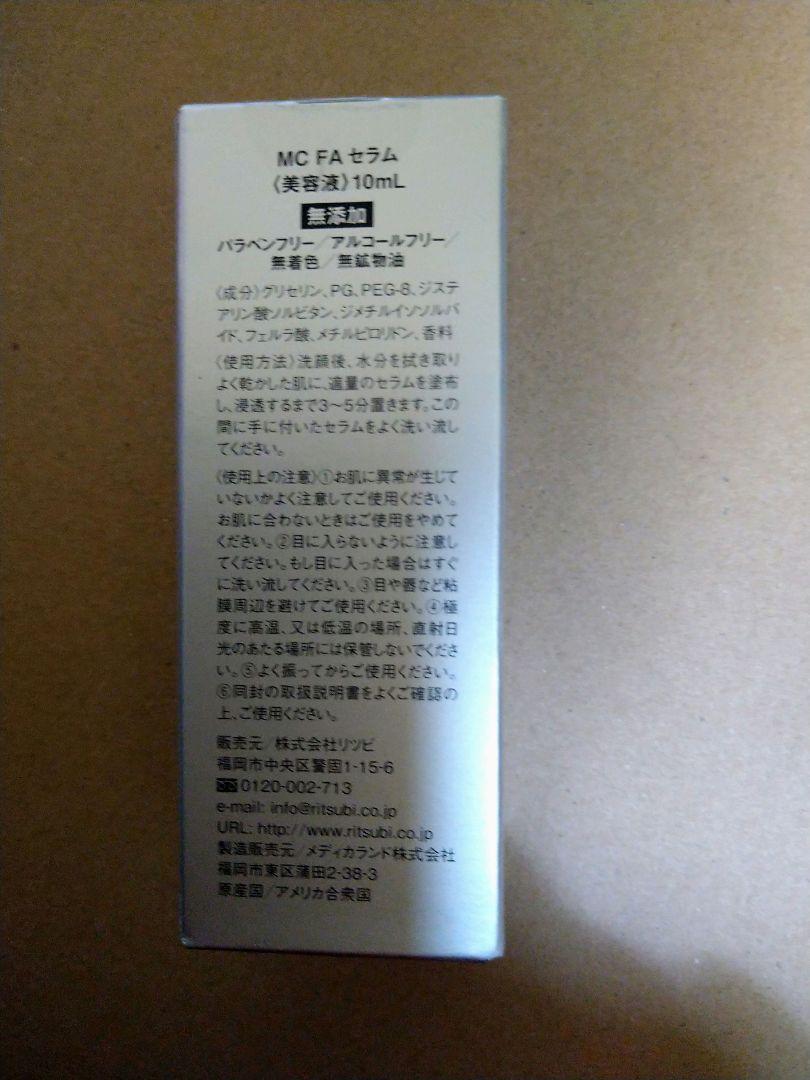 MC FA セラム
〈美容液〉10mL
無添加
パラベンフリー/アルコールフリー/
無着色/無鉱物油
〈成分〉グリセリン、PG、PEG-8、ジステ
アリン酸ソルビタン、ジメチルイソソルバ
イド、フェルラ酸、メチルピロリドン、香料
〈使用方法〉洗顔後、水分を拭き取り
よく乾かした肌に、適量のセラムを塗布
し、浸透するまで3〜5分置きます。この
間に手に付いたセラムをよく洗い流し
てください。
〈使用上の注意〉①お肌に異常が生じて
いないかよく注意してご使用ください。
お肌に合わないときはご使用をやめて
ください。②目に入らないように注意し
てください。もし目に入った場合はすぐ
に洗い流してください。③目や唇など粘
膜周辺を避けてご使用ください。④極
度に高温、又は低温の場所、直射日
光のあたる場所には保管しないでくださ
い。⑤よく振ってからご使用ください。
⑥同封の取扱説明書をよくご確認の
上、ご使用ください。
販売元/株式会社リツビ
福岡市中央区警固1-15-6
0120-002-713
e-mail: info@ritsubi.co.jp
URL: http://www.ritsubi.co.jp
製造販売元/メディカランド株式会社
福岡市東区蒲田2-38-3
原産国/アメリカ合衆国